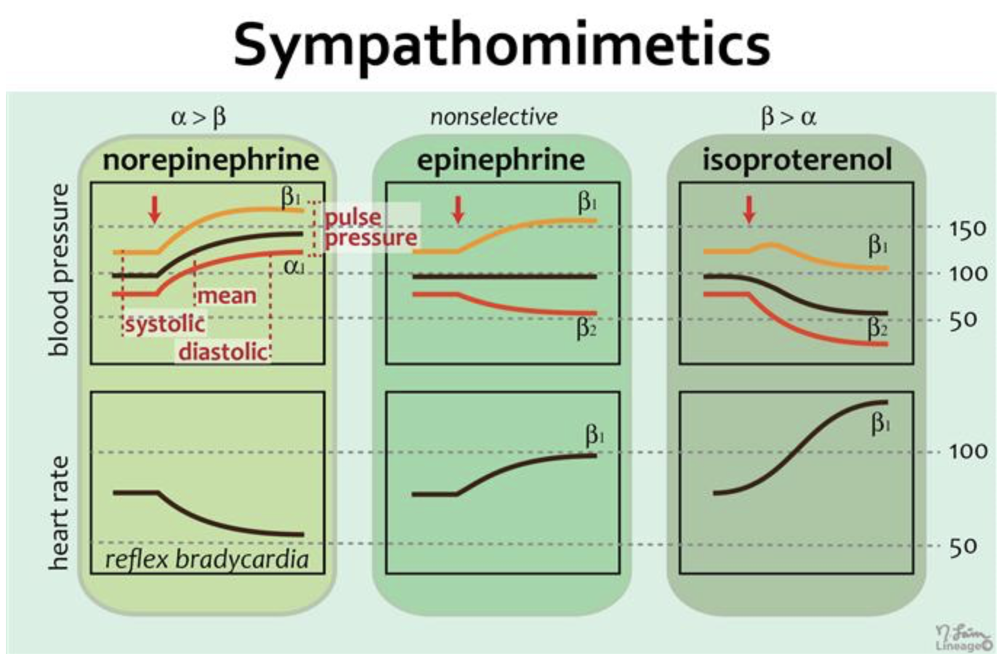 Sympathomimetics
α > β
nonselective
β > α
norepinephrine
epinephrine
isoproterenol
blood pressure
β1
α1
pulse
pressure
mean
systolic
diastolic
β1
β2
β1
β2
150
100
50
heart rate
reflex bradycardia
β1
β1
100
50
Lineage©